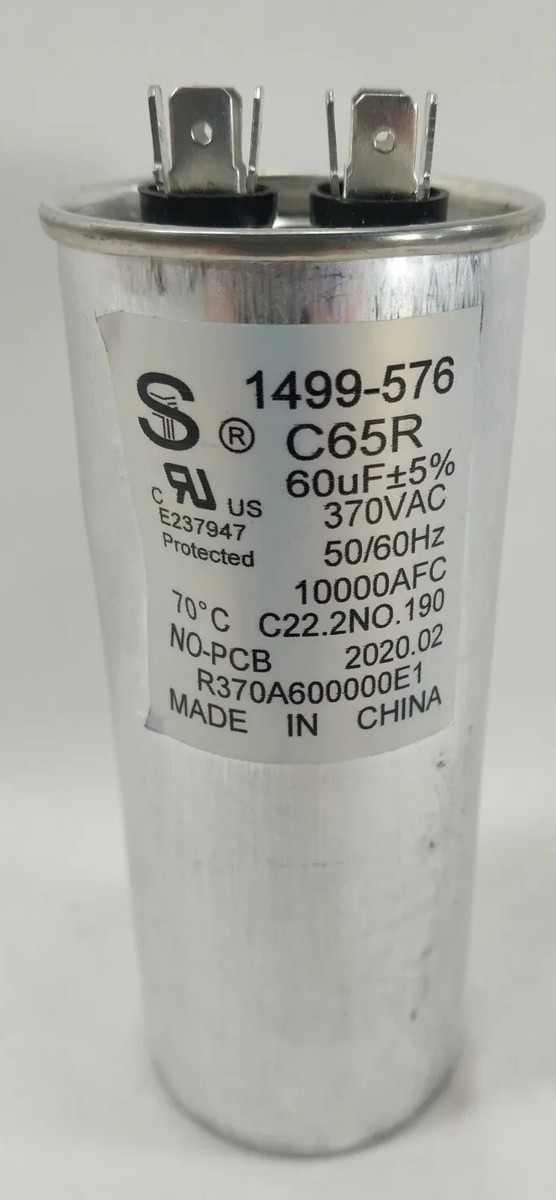 S ® 1499-576
C65R
60uF±5%
370VAC
C RU US
E237947
Protected
50/60Hz
10000AFC
70°C C22.2NO.190
NO-PCB 2020.02
R370A600000E1
MADE IN CHINA